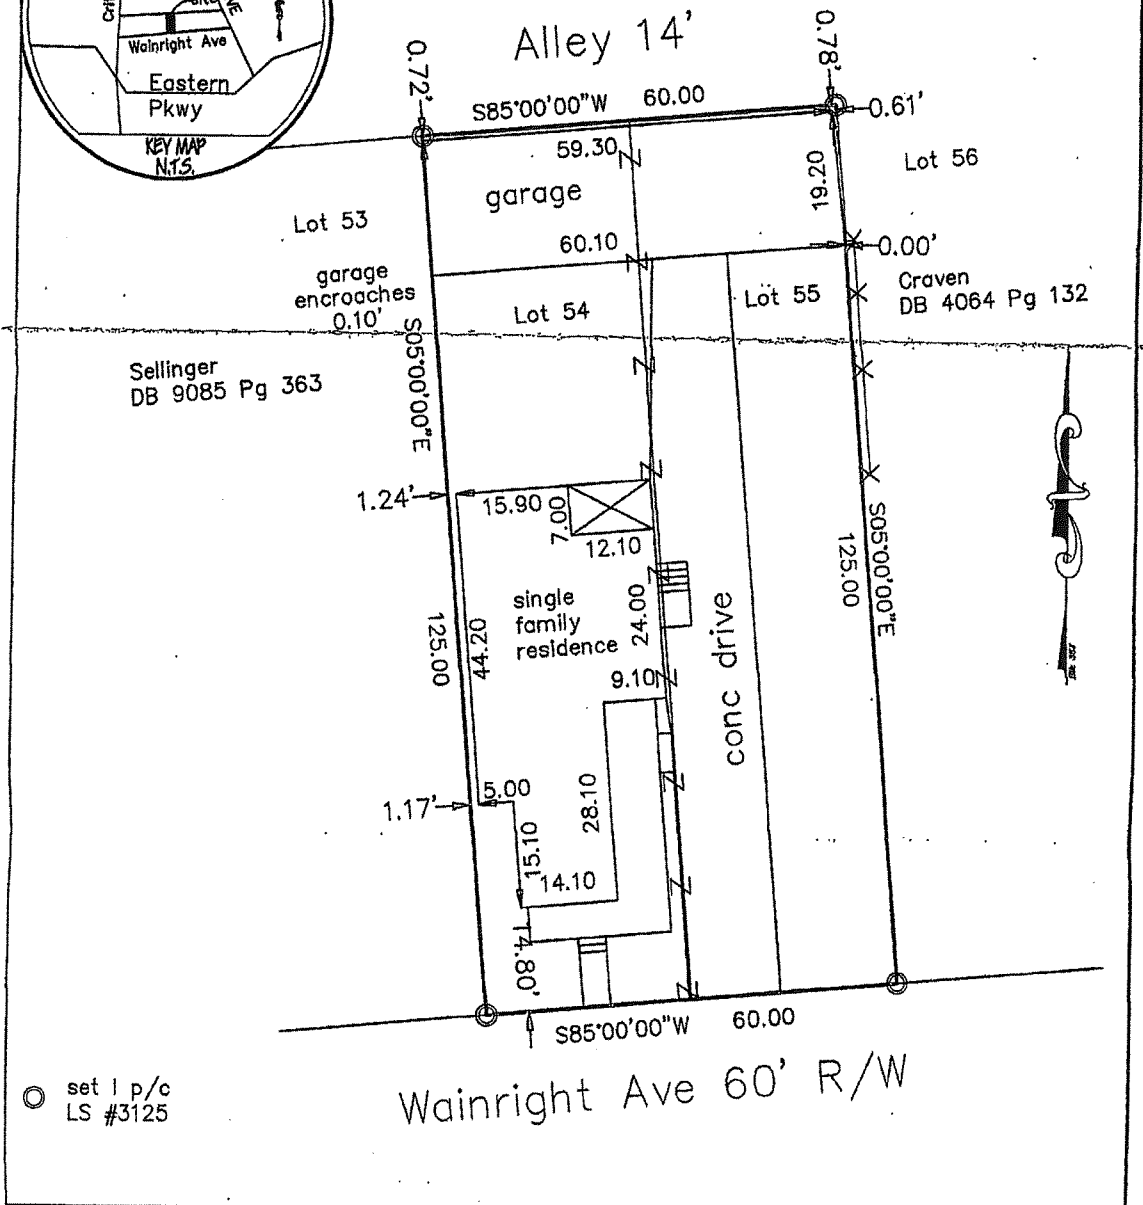 Wainright Ave
Eastern
Pkwy
KEY MAP
N.T.S.
Alley 14'
0.72'
0.78'
S85°00'00"W 60.00
0.61'
59.30
19.20
Lot 56
garage
Lot 53
60.10
0.00'
garage
encroaches
0.10'
Lot 54
Lot 55
Craven
DB 4064 Pg 132
S05°00'00"E
Sellinger
DB 9085 Pg 363
1.24'
15.90
7.00
12.10
S05°00'00"E
125.00
single
family
residence
24.00
conc drive
125.00
44.20
9.10
5.00
1.17'
28.10
15.10
14.10
14.80'
S85°00'00"W 60.00
set I p/c
LS #3125
Wainright Ave 60' R/W